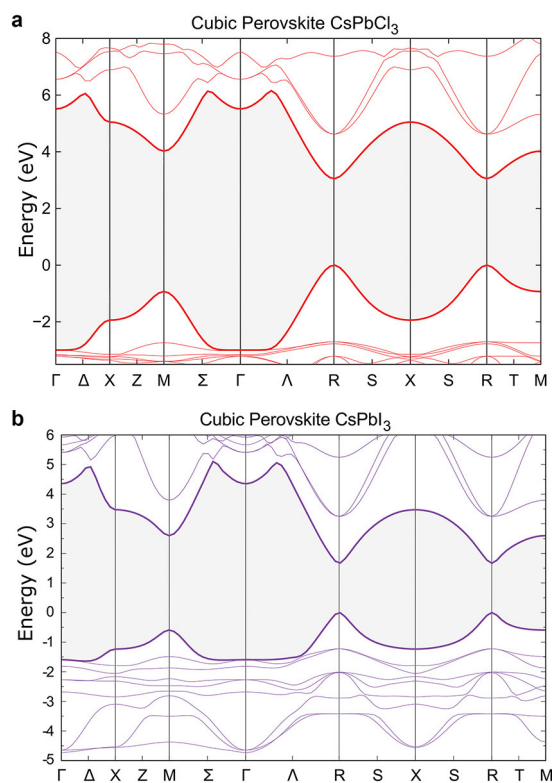 a
Cubic Perovskite CsPbCl3
Energy (eV)
8
6
4
2
0
−2
Γ Δ X Z M Σ Γ Λ R S X S R T M
b
Cubic Perovskite CsPbI3
Energy (eV)
6
5
4
3
2
1
0
-1
-2
-3
-4
-5
Γ Δ X Z M Σ Γ Λ R S X S R T M